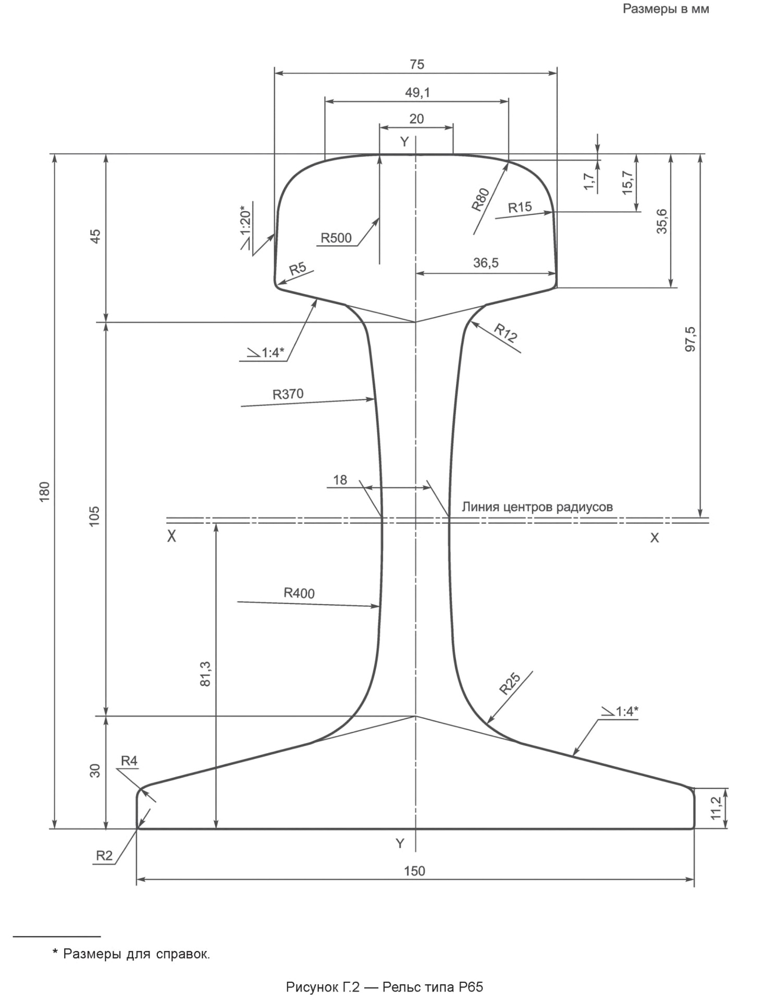 Размеры в мм
75
49,1
20
Y
1,7
15,7
R80
R15
1:20*
35,6
45
R500
36,5
R5
R12
97,5
1:4*
R370
18
180
Линия центров радиусов
105
X
X
R400
81,3
R25
1:4*
R4
30
11,2
Y
R2
150
* Размеры для справок.
Рисунок Г.2 — Рельс типа Р65